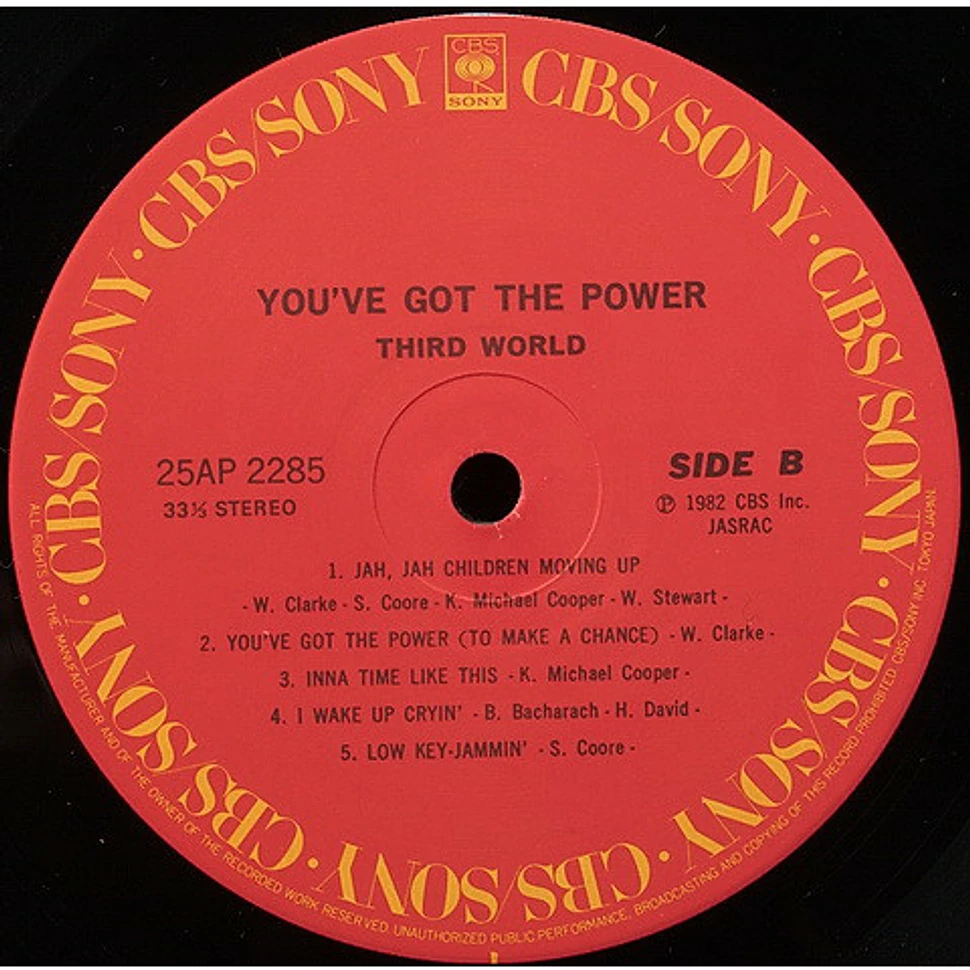 CBS
SONY
CBS/SONY · CBS/SONY · CBS/SONY · CBS/SONY · CBS/SONY · CBS/SONY · CBS/SONY · CBS/SONY
YOU'VE GOT THE POWER
THIRD WORLD
25AP 2285
33⅓ STEREO
SIDE B
Ⓟ 1982 CBS Inc.
JASRAC
1. JAH, JAH CHILDREN MOVING UP
- W. Clarke - S. Coore - K. Michael Cooper - W. Stewart -
2. YOU'VE GOT THE POWER (TO MAKE A CHANCE) - W. Clarke -
3. INNA TIME LIKE THIS - K. Michael Cooper -
4. I WAKE UP CRYIN' - B. Bacharach - H. David -
5. LOW KEY-JAMMIN' - S. Coore -
ALL RIGHTS OF THE MANUFACTURER AND OF THE OWNER OF THE RECORDED WORK RESERVED. UNAUTHORIZED PUBLIC PERFORMANCE, BROADCASTING AND COPYING OF THIS RECORD PROHIBITED CBS/SONY INC. TOKYO JAPAN.